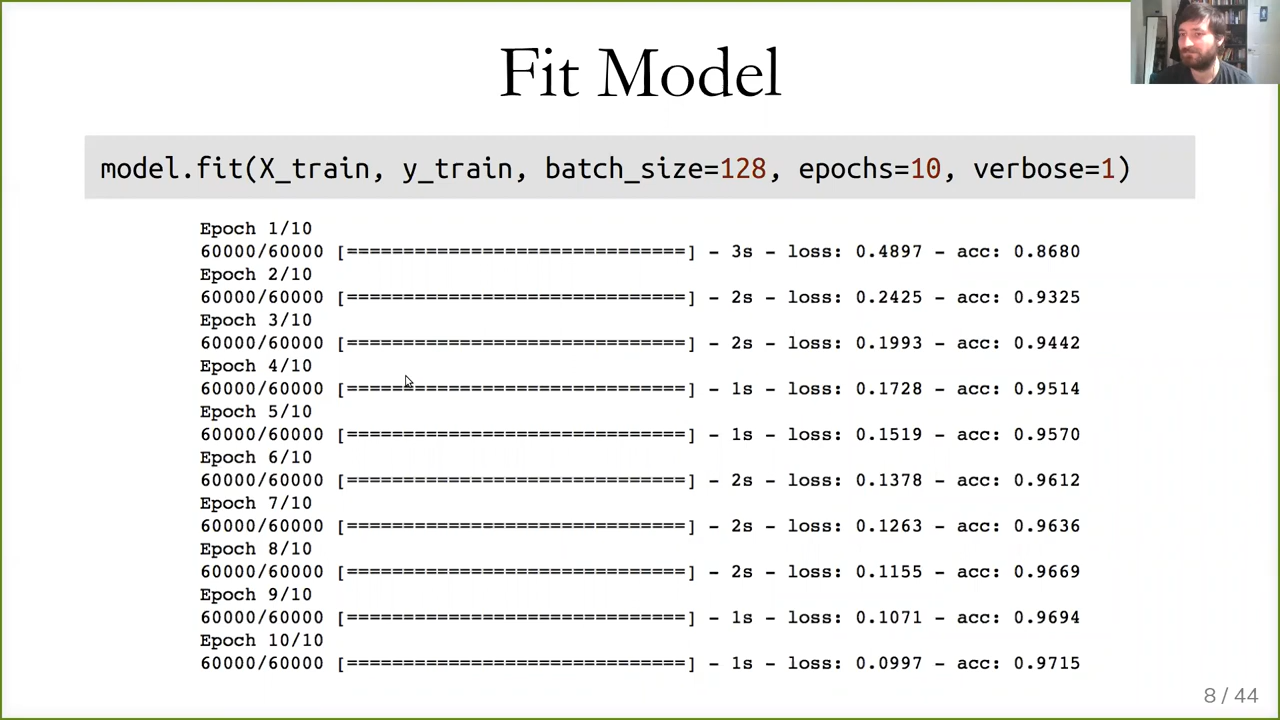 Fit Model
model.fit(X_train, y_train, batch_size=128, epochs=10, verbose=1)
Epoch 1/10
60000/60000 [==============================] - 3s - loss: 0.4897 - acc: 0.8680
Epoch 2/10
60000/60000 [==============================] - 2s - loss: 0.2425 - acc: 0.9325
Epoch 3/10
60000/60000 [==============================] - 2s - loss: 0.1993 - acc: 0.9442
Epoch 4/10
60000/60000 [==============================] - 1s - loss: 0.1728 - acc: 0.9514
Epoch 5/10
60000/60000 [==============================] - 1s - loss: 0.1519 - acc: 0.9570
Epoch 6/10
60000/60000 [==============================] - 2s - loss: 0.1378 - acc: 0.9612
Epoch 7/10
60000/60000 [==============================] - 2s - loss: 0.1263 - acc: 0.9636
Epoch 8/10
60000/60000 [==============================] - 2s - loss: 0.1155 - acc: 0.9669
Epoch 9/10
60000/60000 [==============================] - 1s - loss: 0.1071 - acc: 0.9694
Epoch 10/10
60000/60000 [==============================] - 1s - loss: 0.0997 - acc: 0.9715
8 / 44